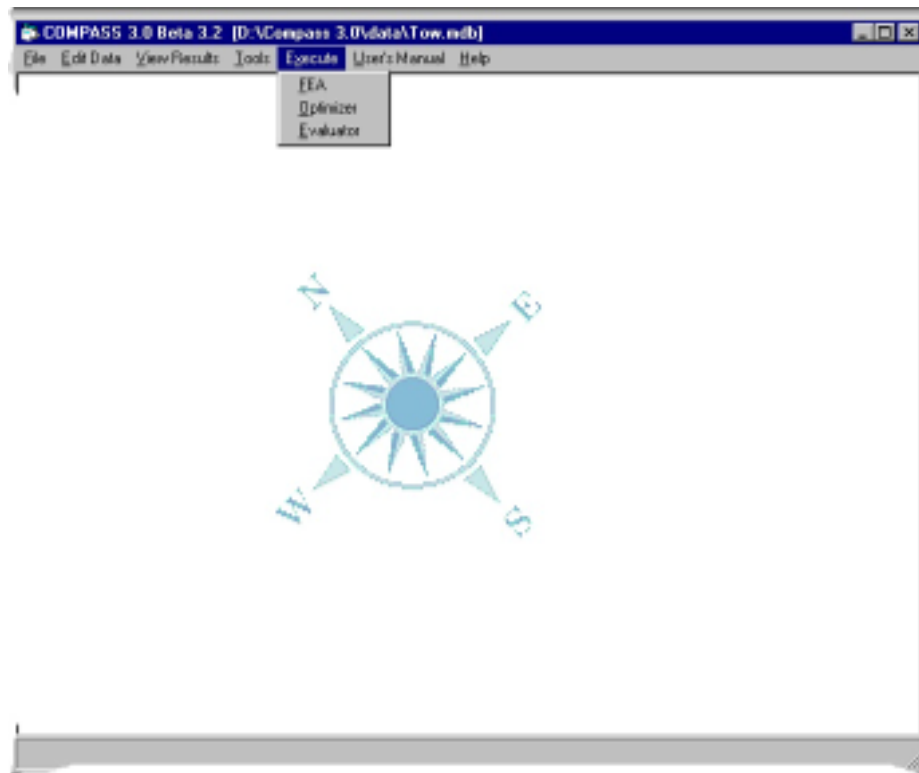 COMPASS 3.0 Beta 3.2 [D:\Compass 3.0\data\Tow.mdb]
File Edit Data View Results Tools Execute User's Manual Help
FEA
Optimizer
Evaluator
N
E
W
S